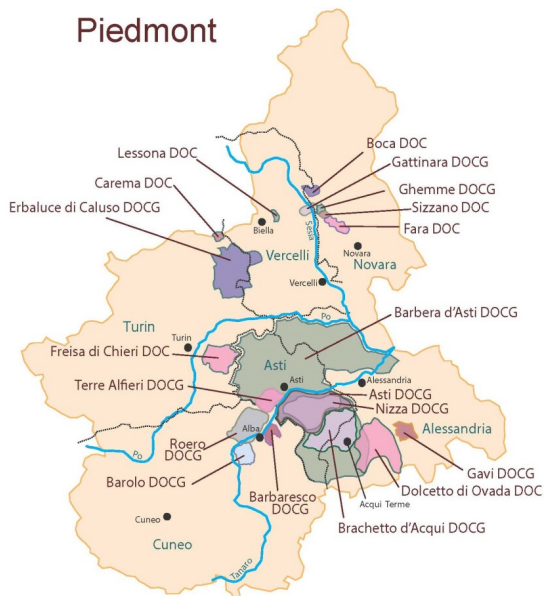 Piedmont
Boca DOC
Lessona DOC
Gattinara DOCG
Carema DOC
Ghemme DOCG
Sizzano DOC
Erbaluce di Caluso DOCG
Fara DOC
Biella
Sesia
Novara
Vercelli
Novara
Vercelli
Barbera d'Asti DOCG
Po
Turin
Turin
Freisa di Chieri DOC
Asti
Terre Alfieri DOCG
Asti
Alessandria
Asti DOCG
Nizza DOCG
Alba
Alessandria
Roero
DOCG
Po
Gavi DOCG
Barolo DOCG
Barbaresco
DOCG
Dolcetto di Ovada DOC
Acqui Terme
Cuneo
Brachetto d'Acqui DOCG
Cuneo
Tanaro